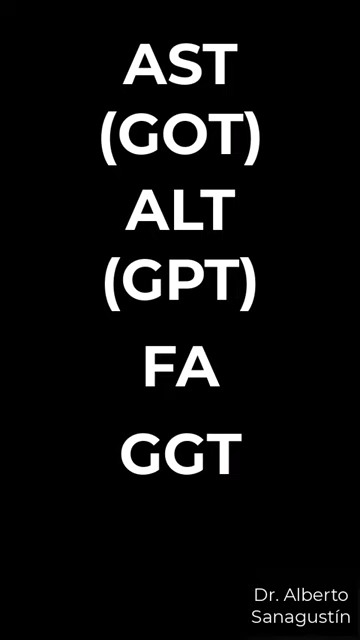 AST
(GOT)
ALT
(GPT)
FA
GGT
Dr. Alberto
Sanagustín